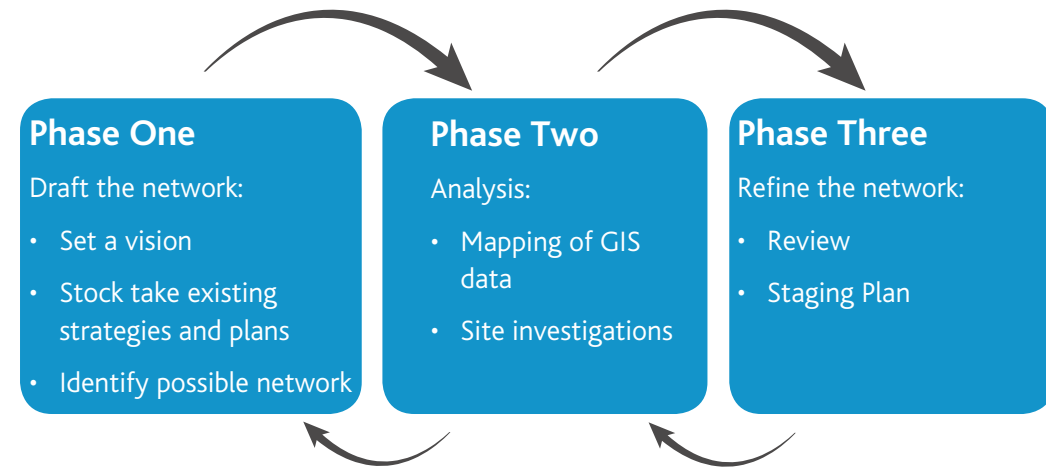 Phase One
Draft the network:
• Set a vision
• Stock take existing
strategies and plans
• Identify possible network
Phase Two
Analysis:
• Mapping of GIS
data
• Site investigations
Phase Three
Refine the network:
• Review
• Staging Plan